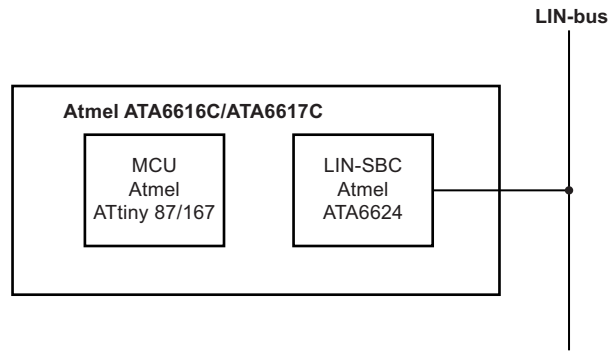 LIN-bus
Atmel ATA6616C/ATA6617C
MCU
Atmel
ATtiny 87/167
LIN-SBC
Atmel
ATA6624